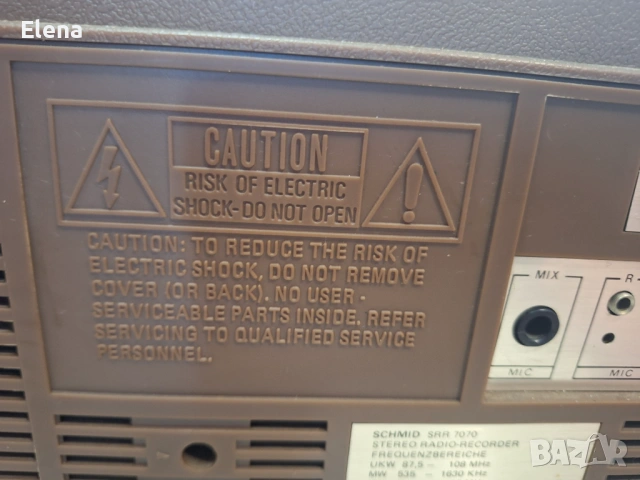 Elena
CAUTION
RISK OF ELECTRIC
SHOCK-DO NOT OPEN
CAUTION: TO REDUCE THE RISK OF
ELECTRIC SHOCK, DO NOT REMOVE
COVER (OR BACK). NO USER-
SERVICEABLE PARTS INSIDE. REFER
SERVICING TO QUALIFIED SERVICE
PERSONNEL.
MIX
R
MIC
MIC
SCHMID SRR 7070
STEREO RADIO-RECORDER
FREQUENZBEREICHE
UKW 87,5 – 108 MHz
MW 535 – 1630 KHz
BAZAR